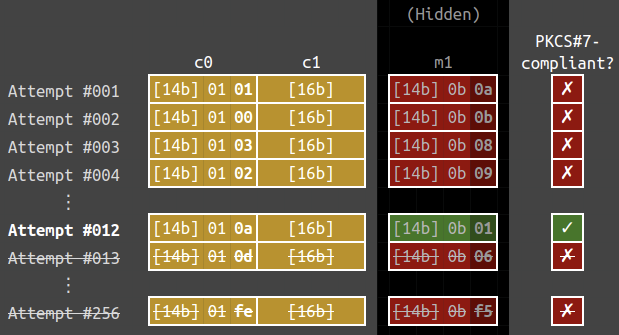 (Hidden)
PKCS#7-
c0 c1 m1 compliant?
Attempt #001 [14b] 01 01 [16b] [14b] 0b 0a ✗
Attempt #002 [14b] 01 00 [16b] [14b] 0b 0b ✗
Attempt #003 [14b] 01 03 [16b] [14b] 0b 08 ✗
Attempt #004 [14b] 01 02 [16b] [14b] 0b 09 ✗
⋮
Attempt #012 [14b] 01 0a [16b] [14b] 0b 01 ✓
Attempt #013 [14b] 01 0d [16b] [14b] 0b 06 ✗
⋮
Attempt #256 [14b] 01 fe [16b] [14b] 0b f5 ✗